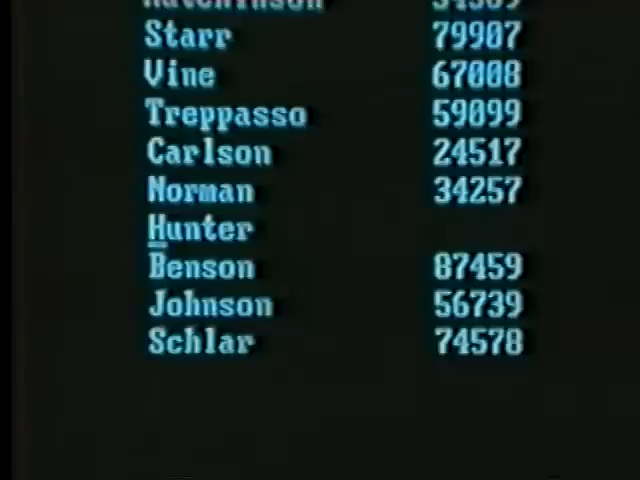 Starr 79907
Vine 67008
Treppasso 59099
Carlson 24517
Norman 34257
Hunter
Benson 87459
Johnson 56739
Schlar 74578